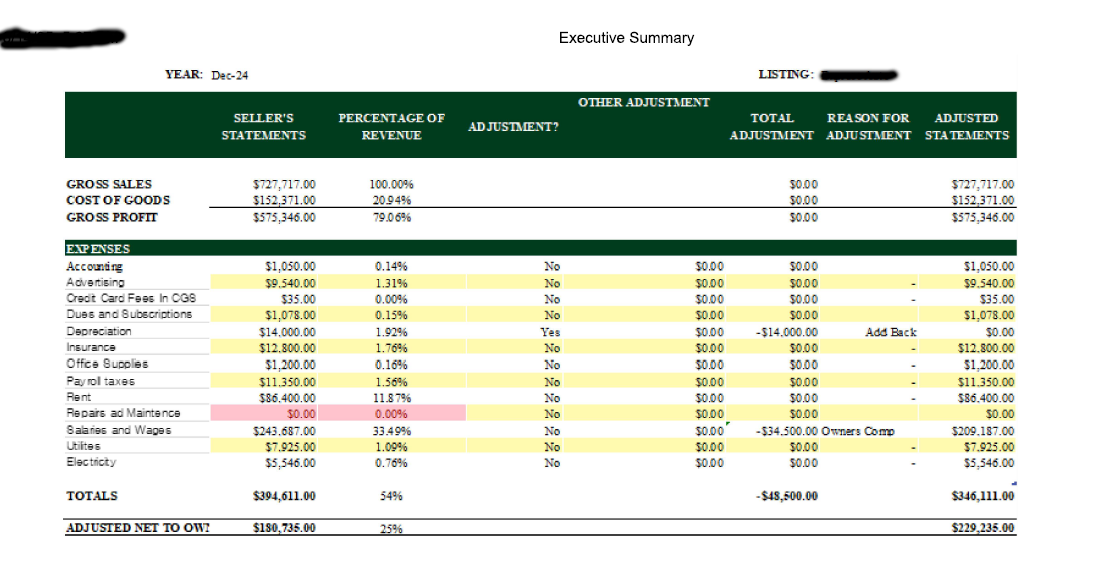 Executive Summary
YEAR: Dec-24 LISTING:
OTHER ADJUSTMENT
SELLER'S STATEMENTS PERCENTAGE OF REVENUE ADJUSTMENT? TOTAL ADJUSTMENT REASON FOR ADJUSTMENT ADJUSTED STATEMENTS
GROSS SALES $727,717.00 100.00% $0.00 $727,717.00
COST OF GOODS $152,371.00 20.94% $0.00 $152,371.00
GROSS PROFIT $575,346.00 79.06% $0.00 $575,346.00
EXPENSES
Accounting $1,050.00 0.14% No $0.00 $0.00 $1,050.00
Advertising $9,540.00 1.31% No $0.00 $0.00 - $9,540.00
Credit Card Fees In CGS $35.00 0.00% No $0.00 $0.00 - $35.00
Dues and Subscriptions $1,078.00 0.15% No $0.00 $0.00 $1,078.00
Depreciation $14,000.00 1.92% Yes $0.00 -$14,000.00 Add Back $0.00
Insurance $12,800.00 1.76% No $0.00 $0.00 - $12,800.00
Office Supplies $1,200.00 0.16% No $0.00 $0.00 - $1,200.00
Payroll taxes $11,350.00 1.56% No $0.00 $0.00 - $11,350.00
Rent $86,400.00 11.87% No $0.00 $0.00 - $86,400.00
Repairs ad Maintence $0.00 0.00% No $0.00 $0.00 $0.00
Salaries and Wages $243,687.00 33.49% No $0.00 -$34,500.00 Owners Comp $209,187.00
Utilites $7,925.00 1.09% No $0.00 $0.00 - $7,925.00
Electricity $5,546.00 0.76% No $0.00 $0.00 - $5,546.00
TOTALS $394,611.00 54% -$48,500.00 $346,111.00
ADJUSTED NET TO $180,735.00 25% $229,235.00